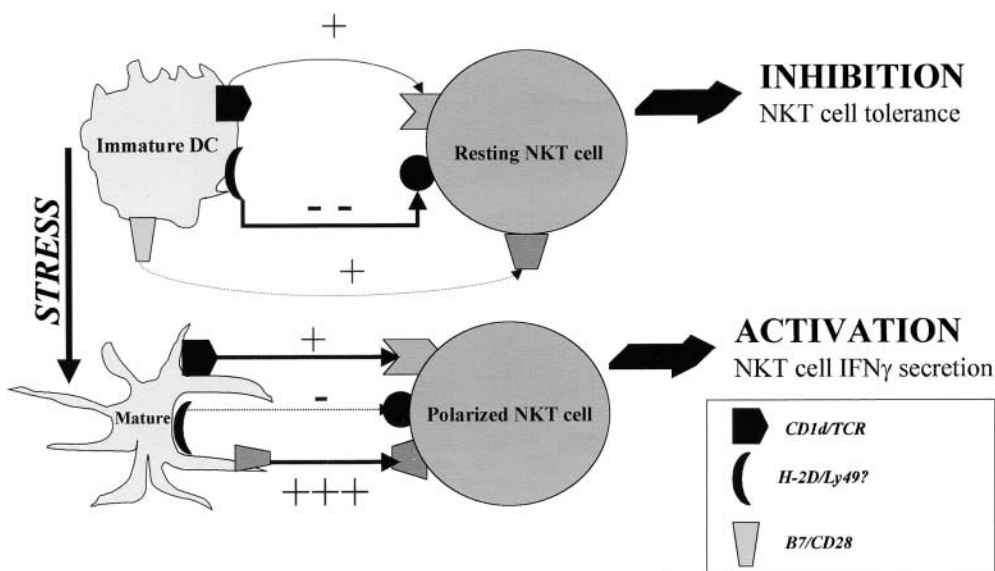 +
INHIBITION
NKT cell tolerance
Immature DC
Resting NKT cell
- -
STRESS
+
ACTIVATION
NKT cell IFNγ secretion
+
Mature
-
Polarized NKT cell
+++
CD1d/TCR
H-2D/Ly49?
B7/CD28